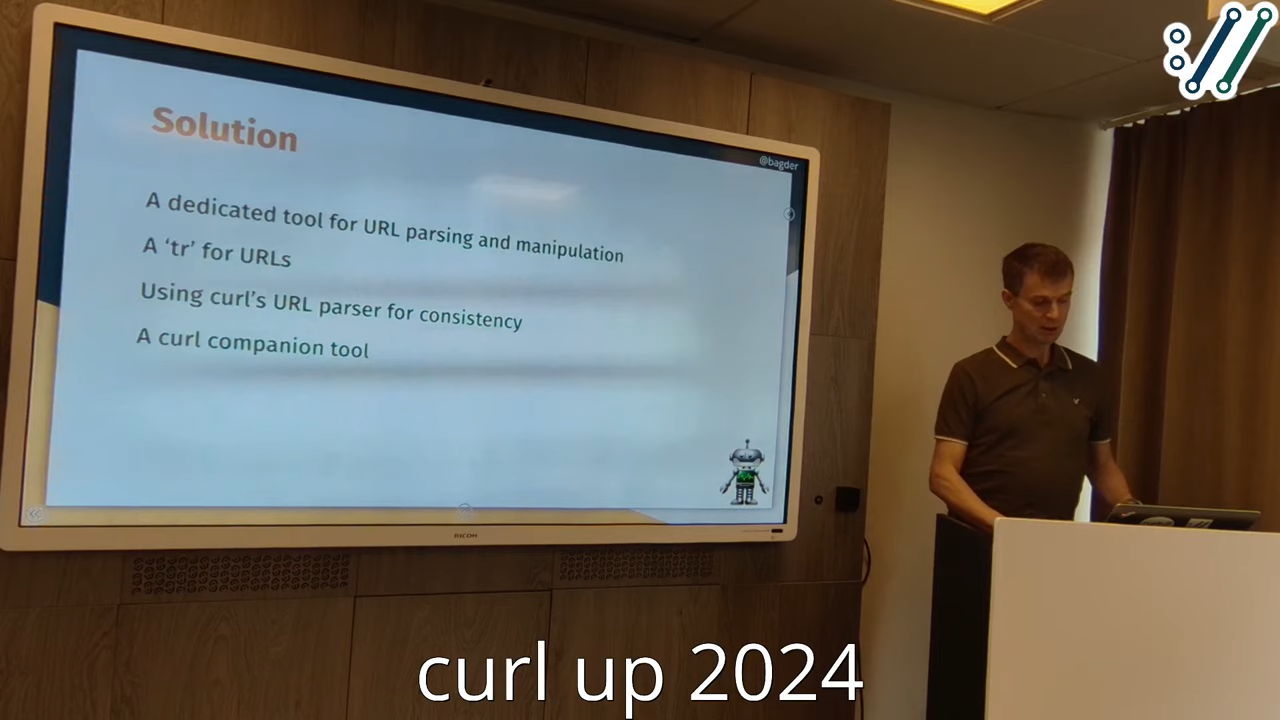 Solution
@bagder
A dedicated tool for URL parsing and manipulation
A ‘tr’ for URLs
Using curl’s URL parser for consistency
A curl companion tool
RICOH
curl up 2024